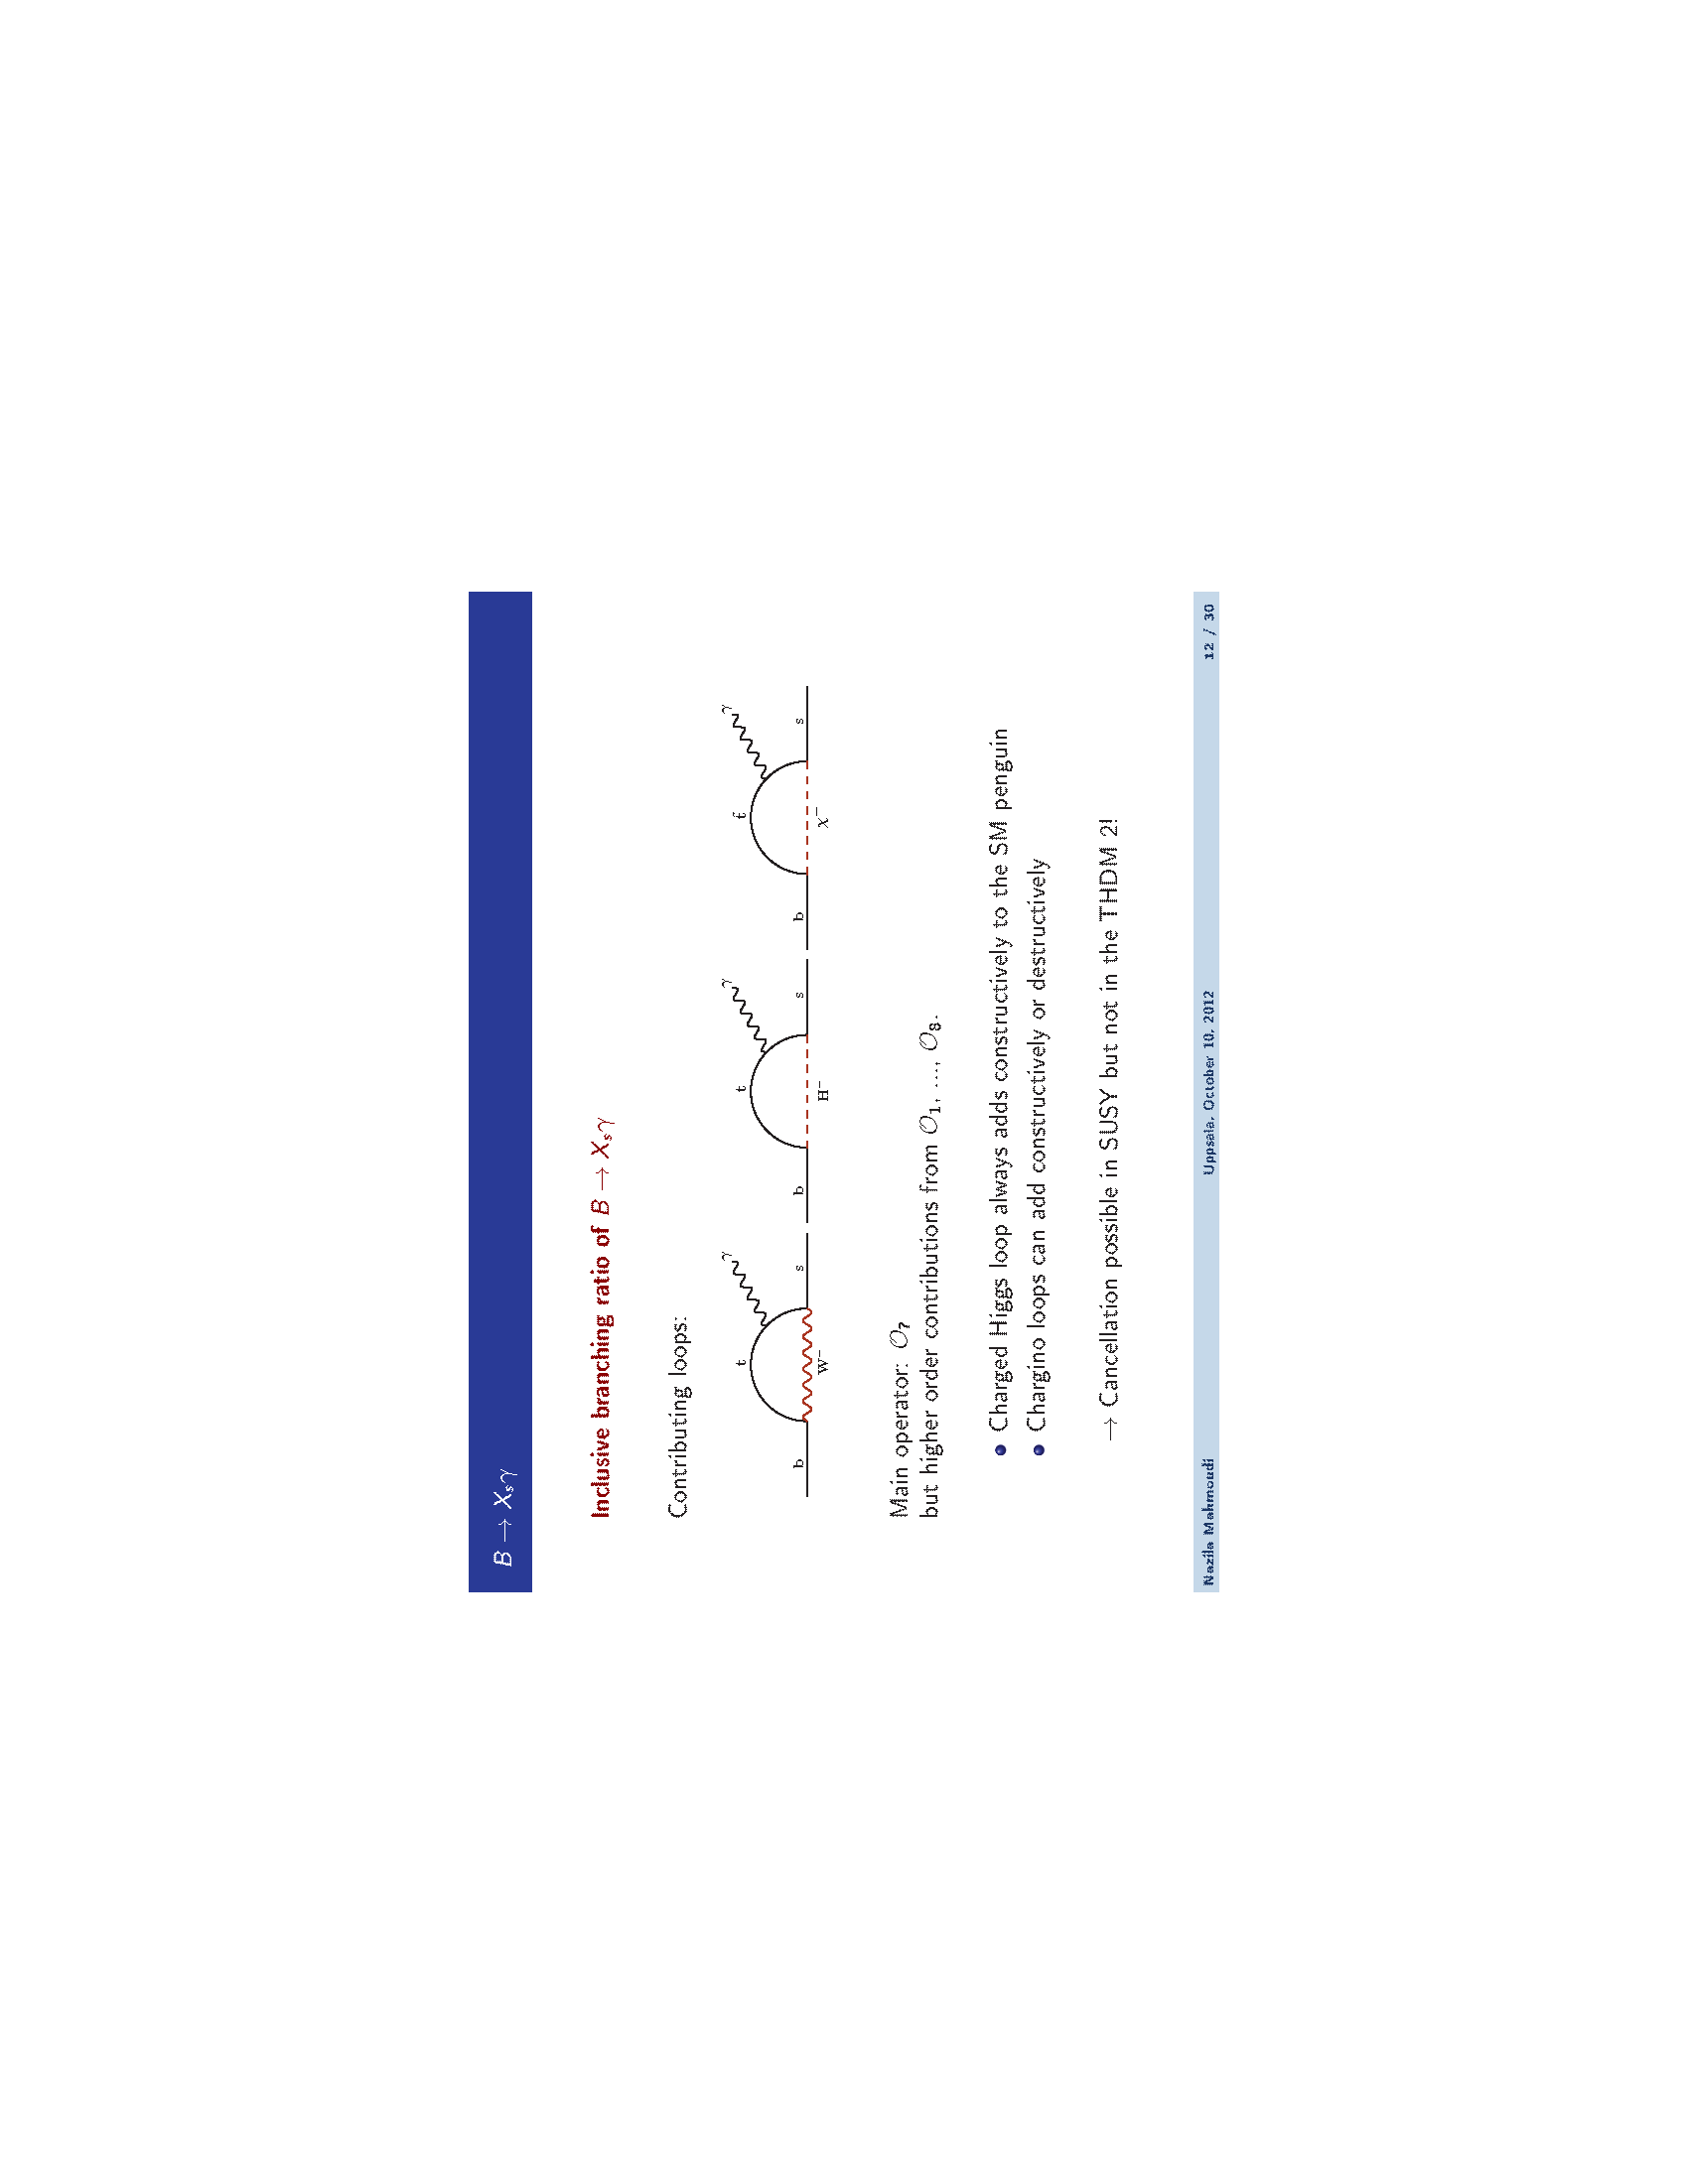 B → Xsγ
Inclusive branching ratio of B → Xsγ
Contributing loops:
t γ t γ t̃ γ
b s b s b s
W⁻ H⁻ χ⁻
Main operator: O₇
but higher order contributions from O₁, ..., O₈.
• Charged Higgs loop always adds constructively to the SM penguin
• Chargino loops can add constructively or destructively
→ Cancellation possible in SUSY but not in the THDM 2!
Nazila Mahmoudi Uppsala, October 10, 2012 12 / 30